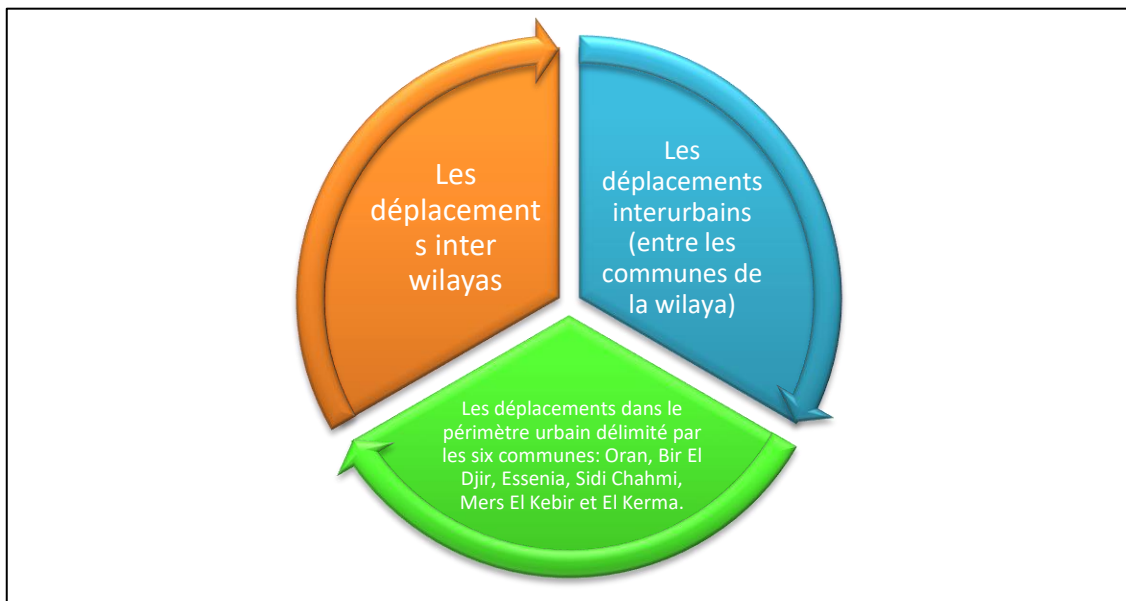 Les
déplacement
s inter
wilayas
Les
déplacements
interurbains
(entre les
communes de
la wilaya)
Les déplacements dans le
périmètre urbain délimité par
les six communes: Oran, Bir El
Djir, Essenia, Sidi Chahmi,
Mers El Kebir et El Kerma.